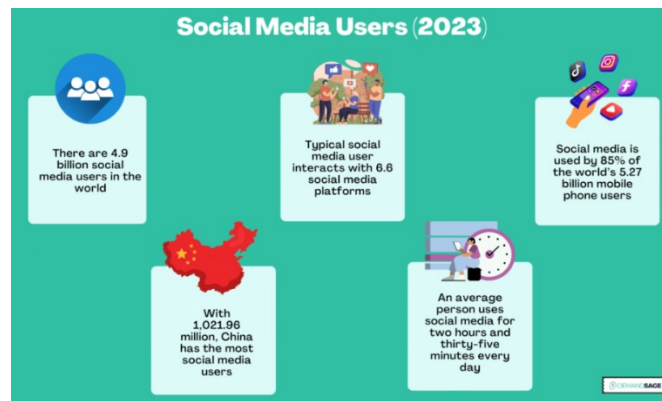 Social Media Users (2023)
There are 4.9
billion social
media users in the
world
Typical social
media user
interacts with 6.6
social media
platforms
Social media is
used by 85% of
the world's 5.27
billion mobile
phone users
With
1,021.96
million, China
has the most
social media
users
An average
person uses
social media for
two hours and
thirty-five
minutes every
day
DEMANDSAGE